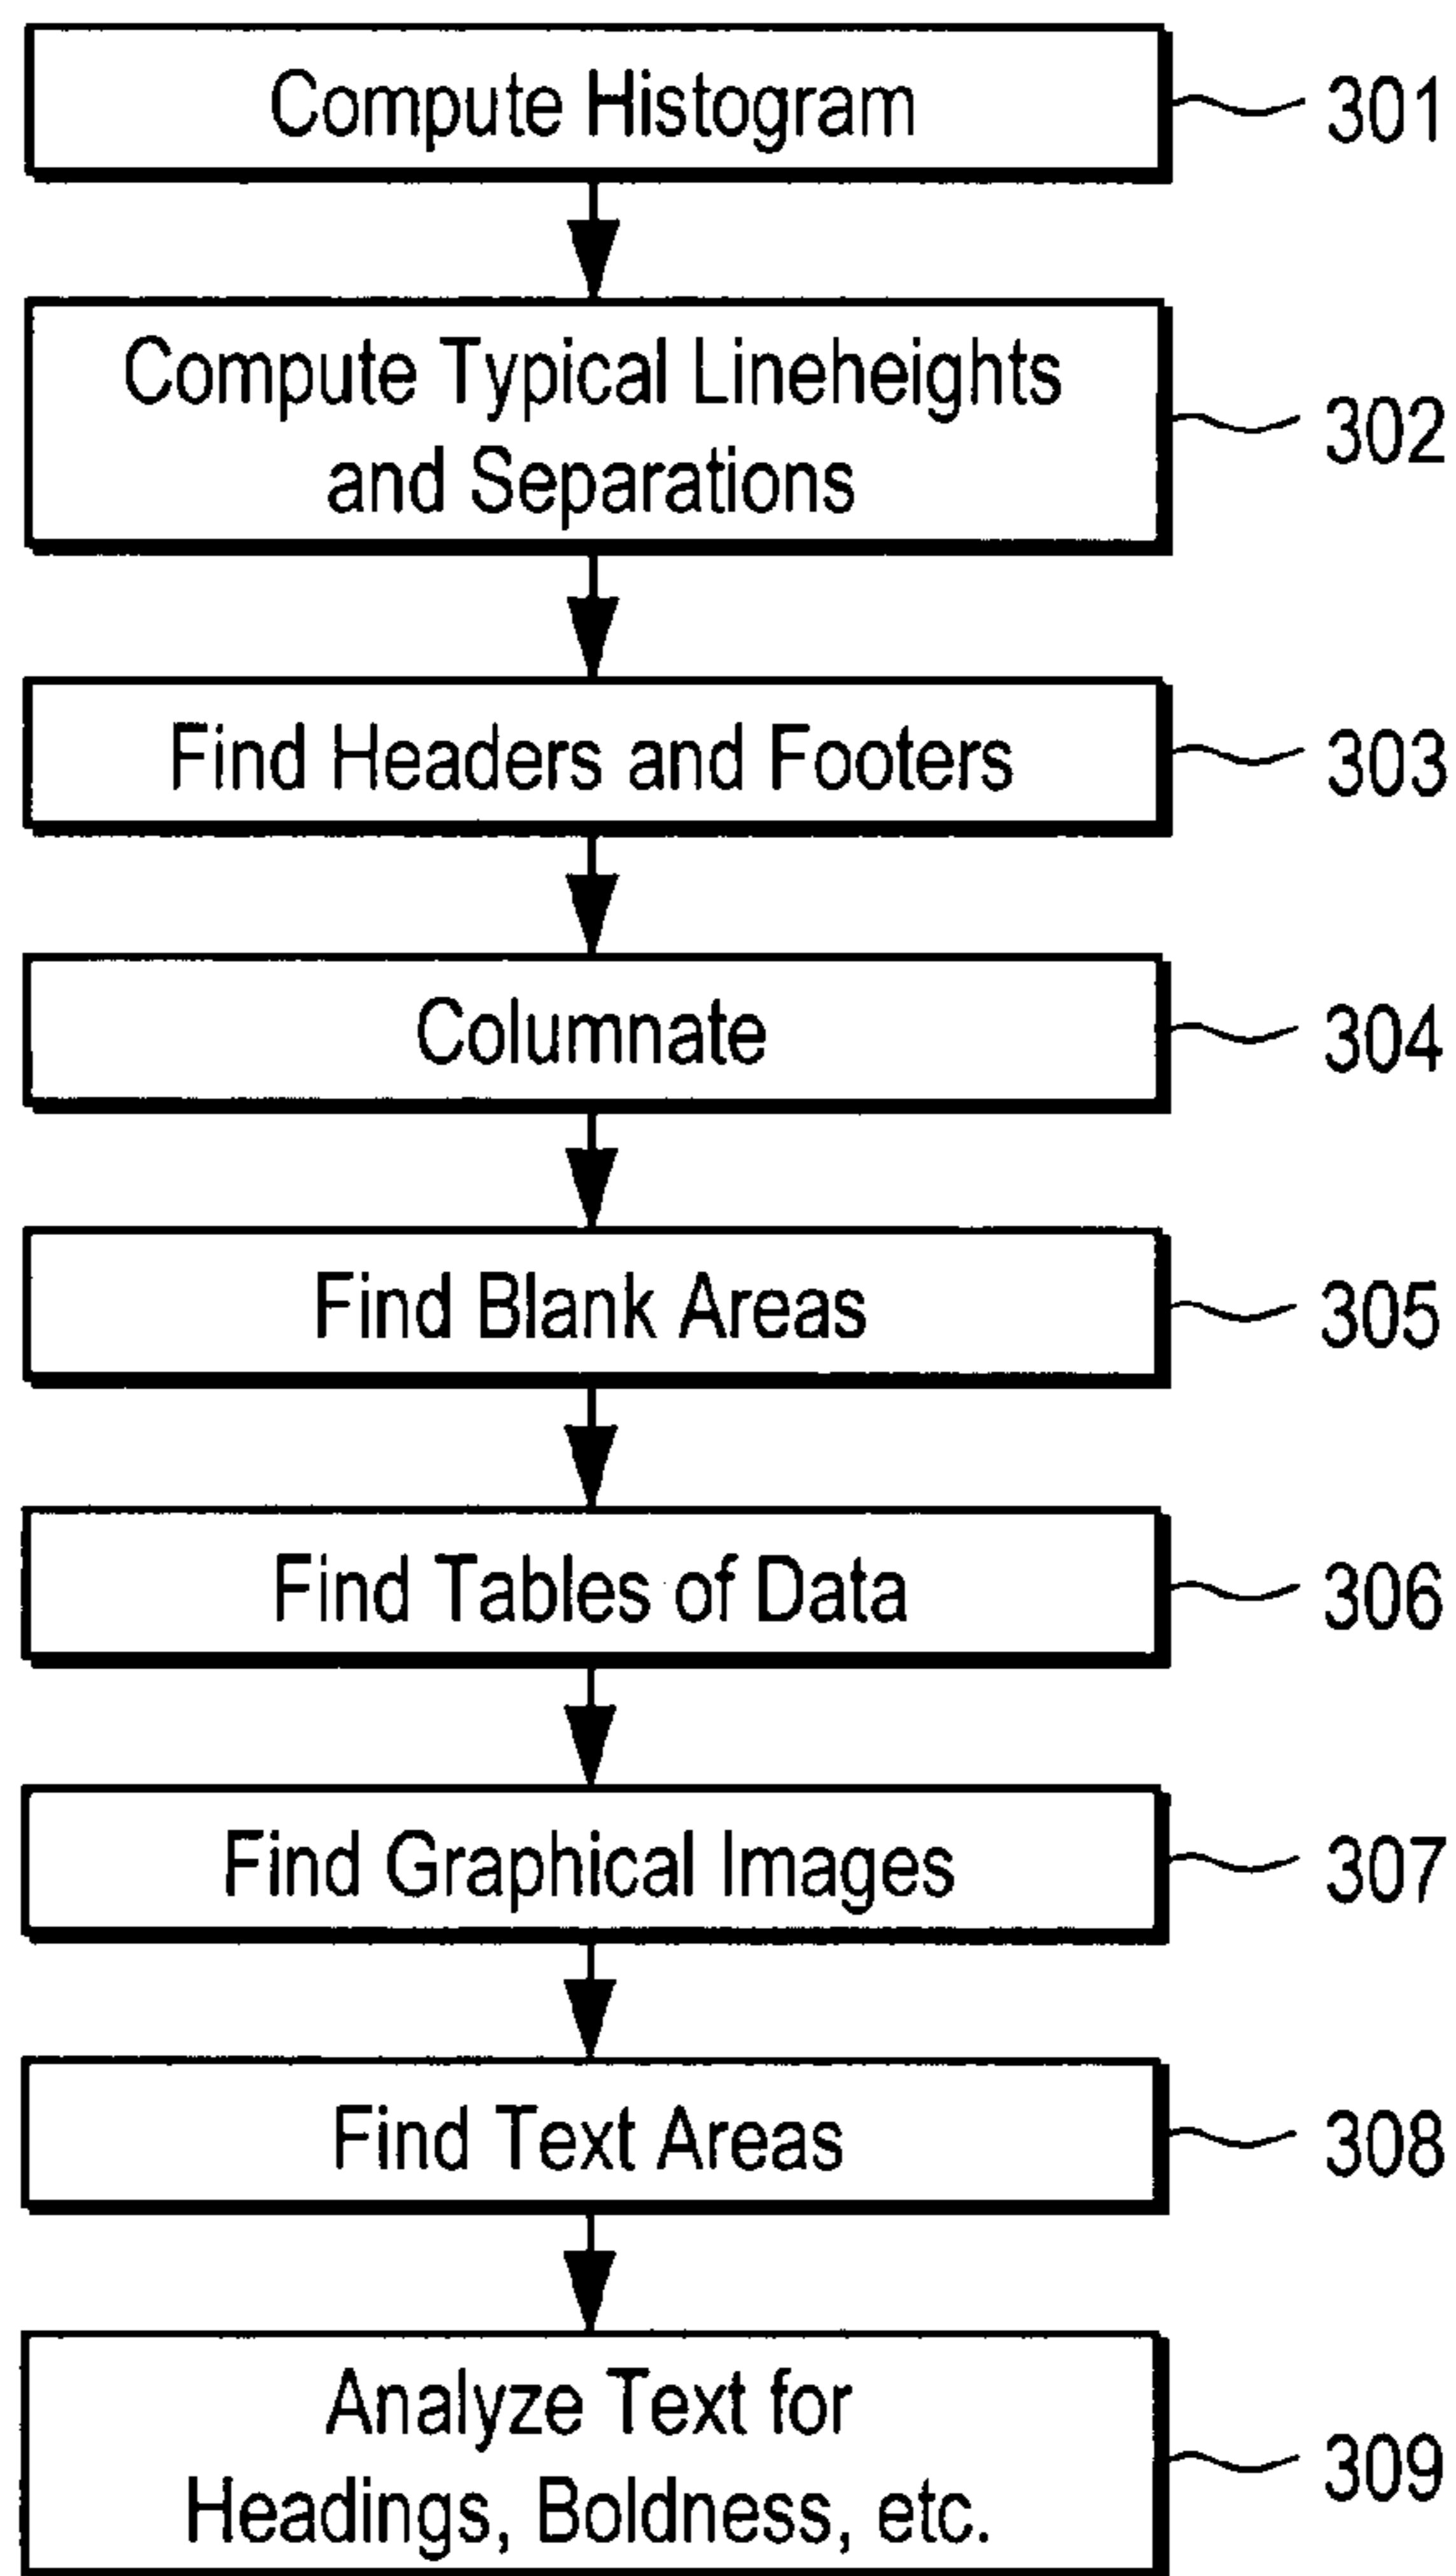 Compute Histogram
301
Compute Typical Lineheights
and Separations
302
Find Headers and Footers
303
Columnate
304
Find Blank Areas
305
Find Tables of Data
306
Find Graphical Images
307
Find Text Areas
308
Analyze Text for
Headings, Boldness, etc.
309